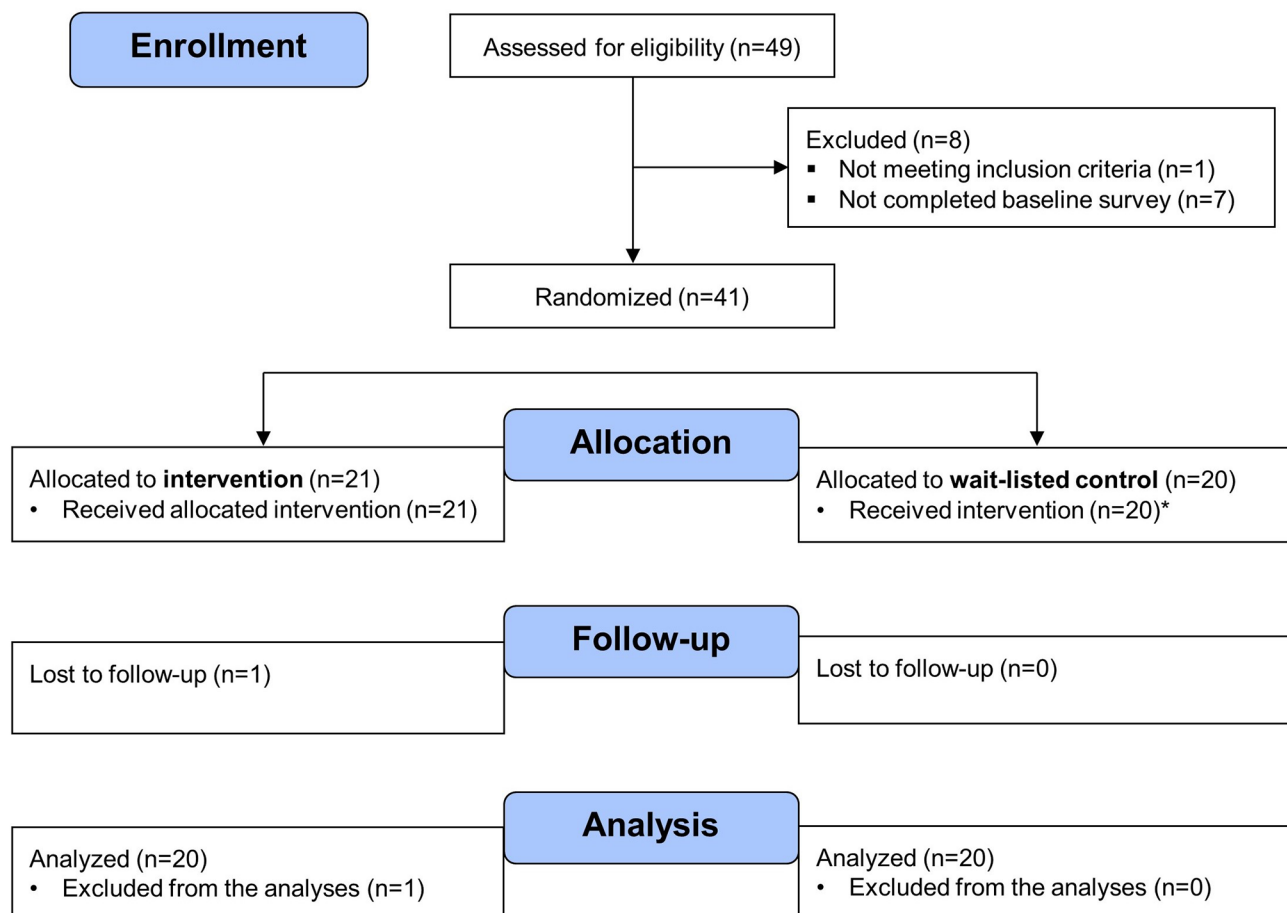 Enrollment
Assessed for eligibility (n=49)
Excluded (n=8)
▪ Not meeting inclusion criteria (n=1)
▪ Not completed baseline survey (n=7)
Randomized (n=41)
Allocation
Allocated to intervention (n=21)
• Received allocated intervention (n=21)
Allocated to wait-listed control (n=20)
• Received intervention (n=20)*
Follow-up
Lost to follow-up (n=1)
Lost to follow-up (n=0)
Analysis
Analyzed (n=20)
• Excluded from the analyses (n=1)
Analyzed (n=20)
• Excluded from the analyses (n=0)